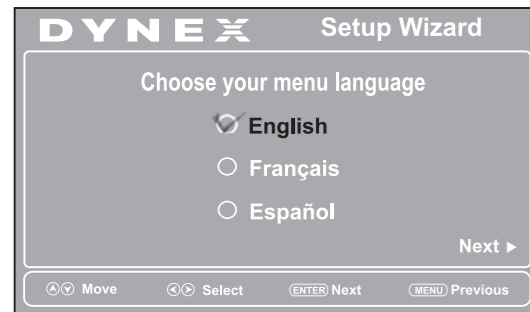 DYNEX Setup Wizard
Choose your menu language
English
Français
Español
Next ►
Move Select ENTER Next MENU Previous